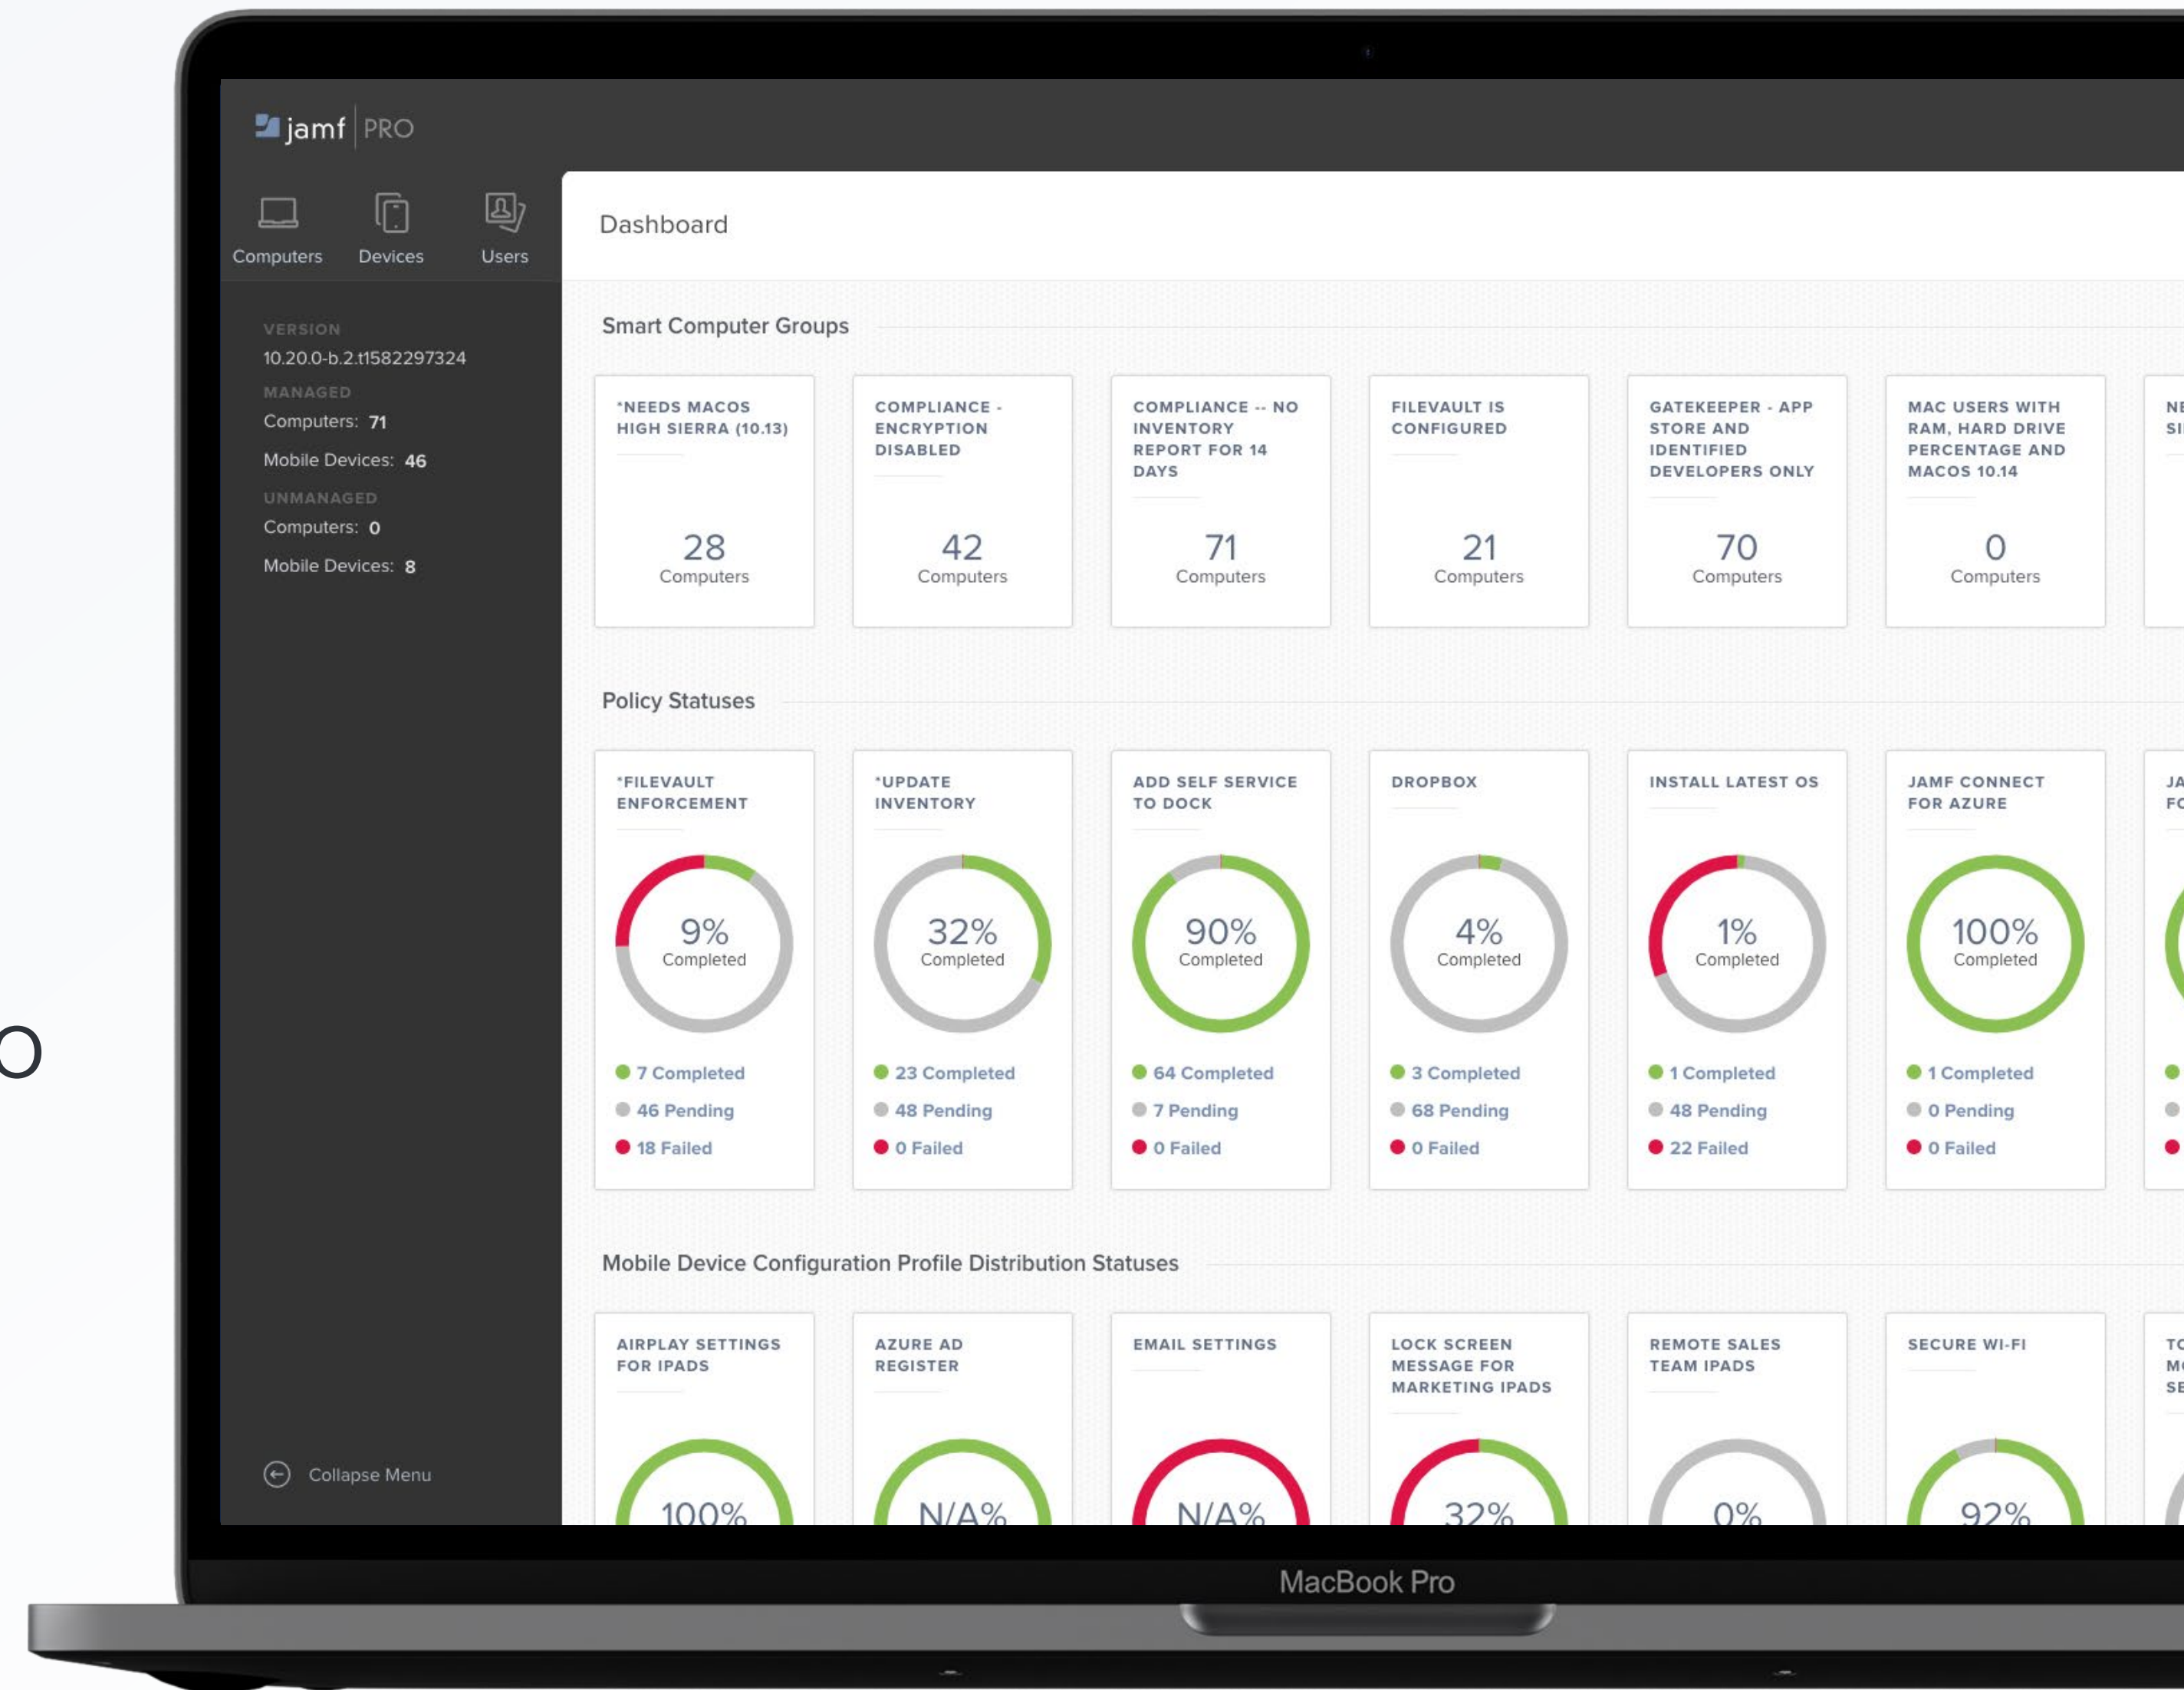 jamf PRO
Computers
Devices
Users
VERSION
10.20.0-b.2.t1582297324
MANAGED
Computers: 71
Mobile Devices: 46
UNMANAGED
Computers: 0
Mobile Devices: 8
Collapse Menu
Dashboard
Smart Computer Groups
*NEEDS MACOS
HIGH SIERRA (10.13)
28
Computers
COMPLIANCE -
ENCRYPTION
DISABLED
42
Computers
COMPLIANCE -- NO
INVENTORY
REPORT FOR 14
DAYS
71
Computers
FILEVAULT IS
CONFIGURED
21
Computers
GATEKEEPER - APP
STORE AND
IDENTIFIED
DEVELOPERS ONLY
70
Computers
MAC USERS WITH
RAM, HARD DRIVE
PERCENTAGE AND
MACOS 10.14
0
Computers
Policy Statuses
*FILEVAULT
ENFORCEMENT
9%
Completed
7 Completed
46 Pending
18 Failed
*UPDATE
INVENTORY
32%
Completed
23 Completed
48 Pending
0 Failed
ADD SELF SERVICE
TO DOCK
90%
Completed
64 Completed
7 Pending
0 Failed
DROPBOX
4%
Completed
3 Completed
68 Pending
0 Failed
INSTALL LATEST OS
1%
Completed
1 Completed
48 Pending
22 Failed
JAMF CONNECT
FOR AZURE
100%
Completed
1 Completed
0 Pending
0 Failed
Mobile Device Configuration Profile Distribution Statuses
AIRPLAY SETTINGS
FOR IPADS
100%
AZURE AD
REGISTER
N/A%
EMAIL SETTINGS
N/A%
LOCK SCREEN
MESSAGE FOR
MARKETING IPADS
32%
REMOTE SALES
TEAM IPADS
0%
SECURE WI-FI
92%
MacBook Pro